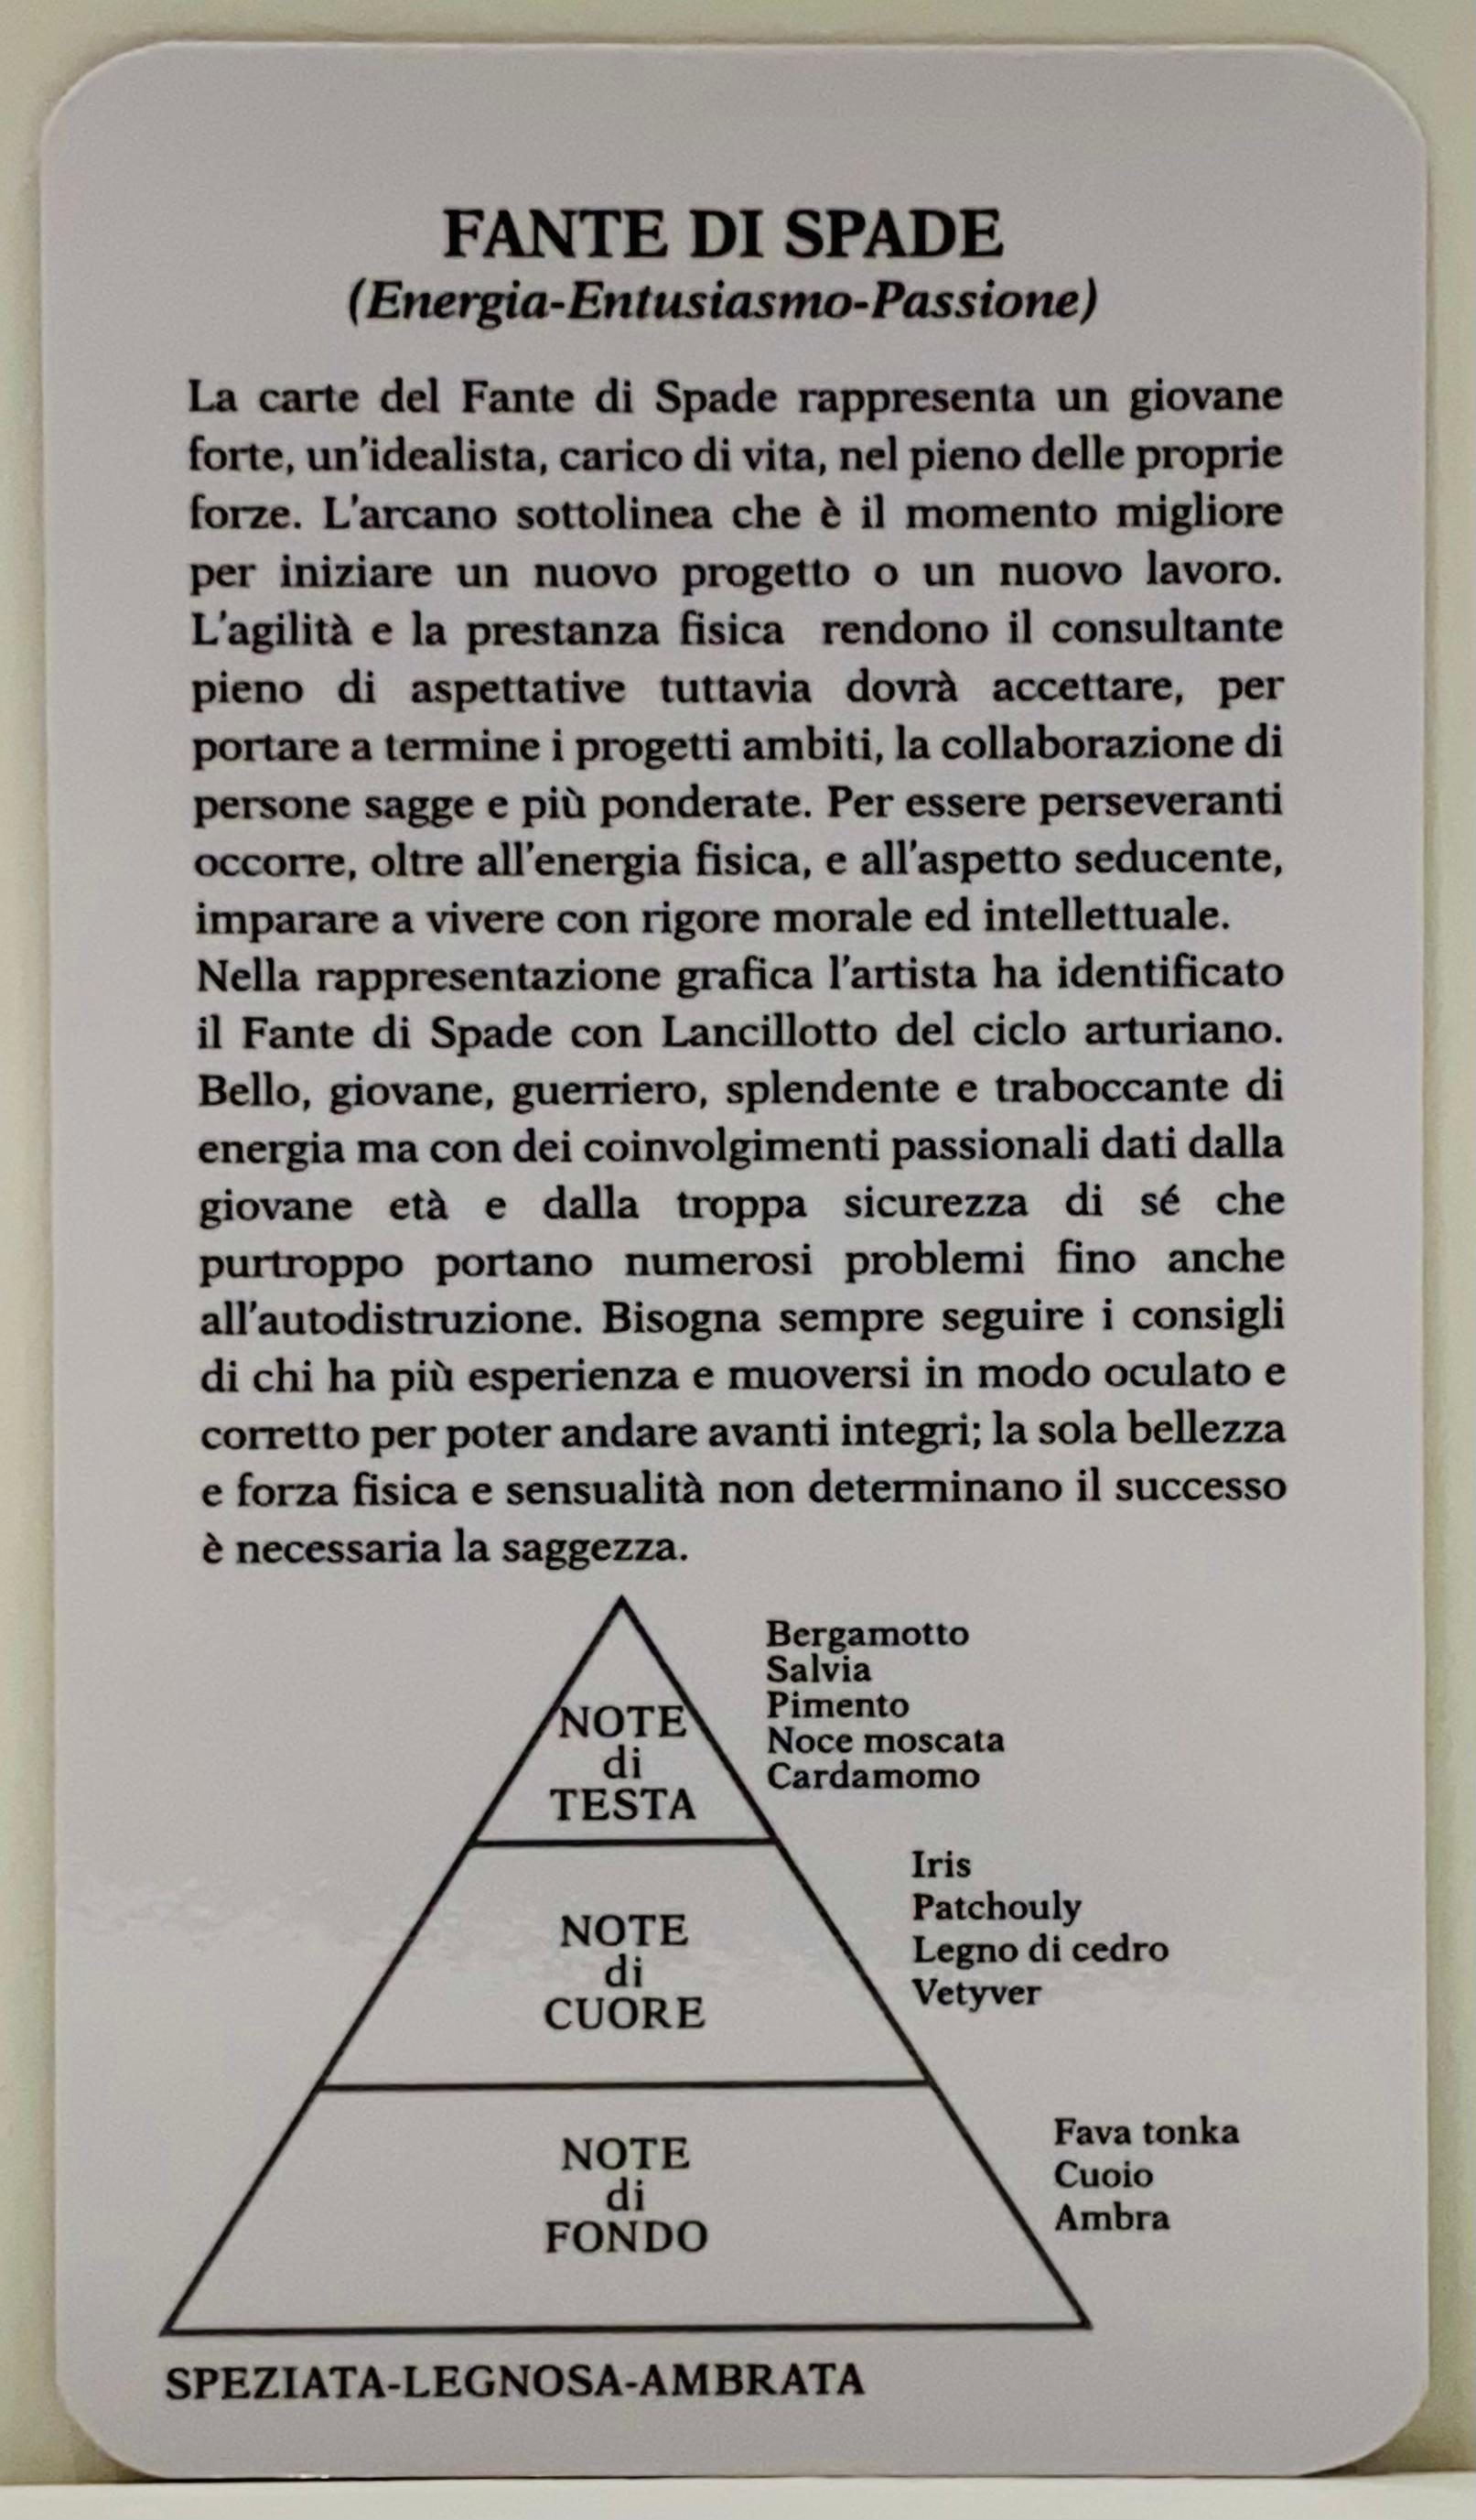 FANTE DI SPADE
(Energia-Entusiasmo-Passione)
La carte del Fante di Spade rappresenta un giovane
forte, un'idealista, carico di vita, nel pieno delle proprie
forze. L'arcano sottolinea che è il momento migliore
per iniziare un nuovo progetto o un nuovo lavoro.
L'agilità e la prestanza fisica rendono il consultante
pieno di aspettative tuttavia dovrà accettare, per
portare a termine i progetti ambiti, la collaborazione di
persone sagge e più ponderate. Per essere perseveranti
occorre, oltre all'energia fisica, e all'aspetto seducente,
imparare a vivere con rigore morale ed intellettuale.
Nella rappresentazione grafica l'artista ha identificato
il Fante di Spade con Lancillotto del ciclo arturiano.
Bello, giovane, guerriero, splendente e traboccante di
energia ma con dei coinvolgimenti passionali dati dalla
giovane età e dalla troppa sicurezza di sé che
purtroppo portano numerosi problemi fino anche
all'autodistruzione. Bisogna sempre seguire i consigli
di chi ha più esperienza e muoversi in modo oculato e
corretto per poter andare avanti integri; la sola bellezza
e forza fisica e sensualità non determinano il successo
è necessaria la saggezza.
NOTE
di
TESTA
Bergamotto
Salvia
Pimento
Noce moscata
Cardamomo
NOTE
di
CUORE
Iris
Patchouly
Legno di cedro
Vetyver
NOTE
di
FONDO
Fava tonka
Cuoio
Ambra
SPEZIATA-LEGNOSA-AMBRATA